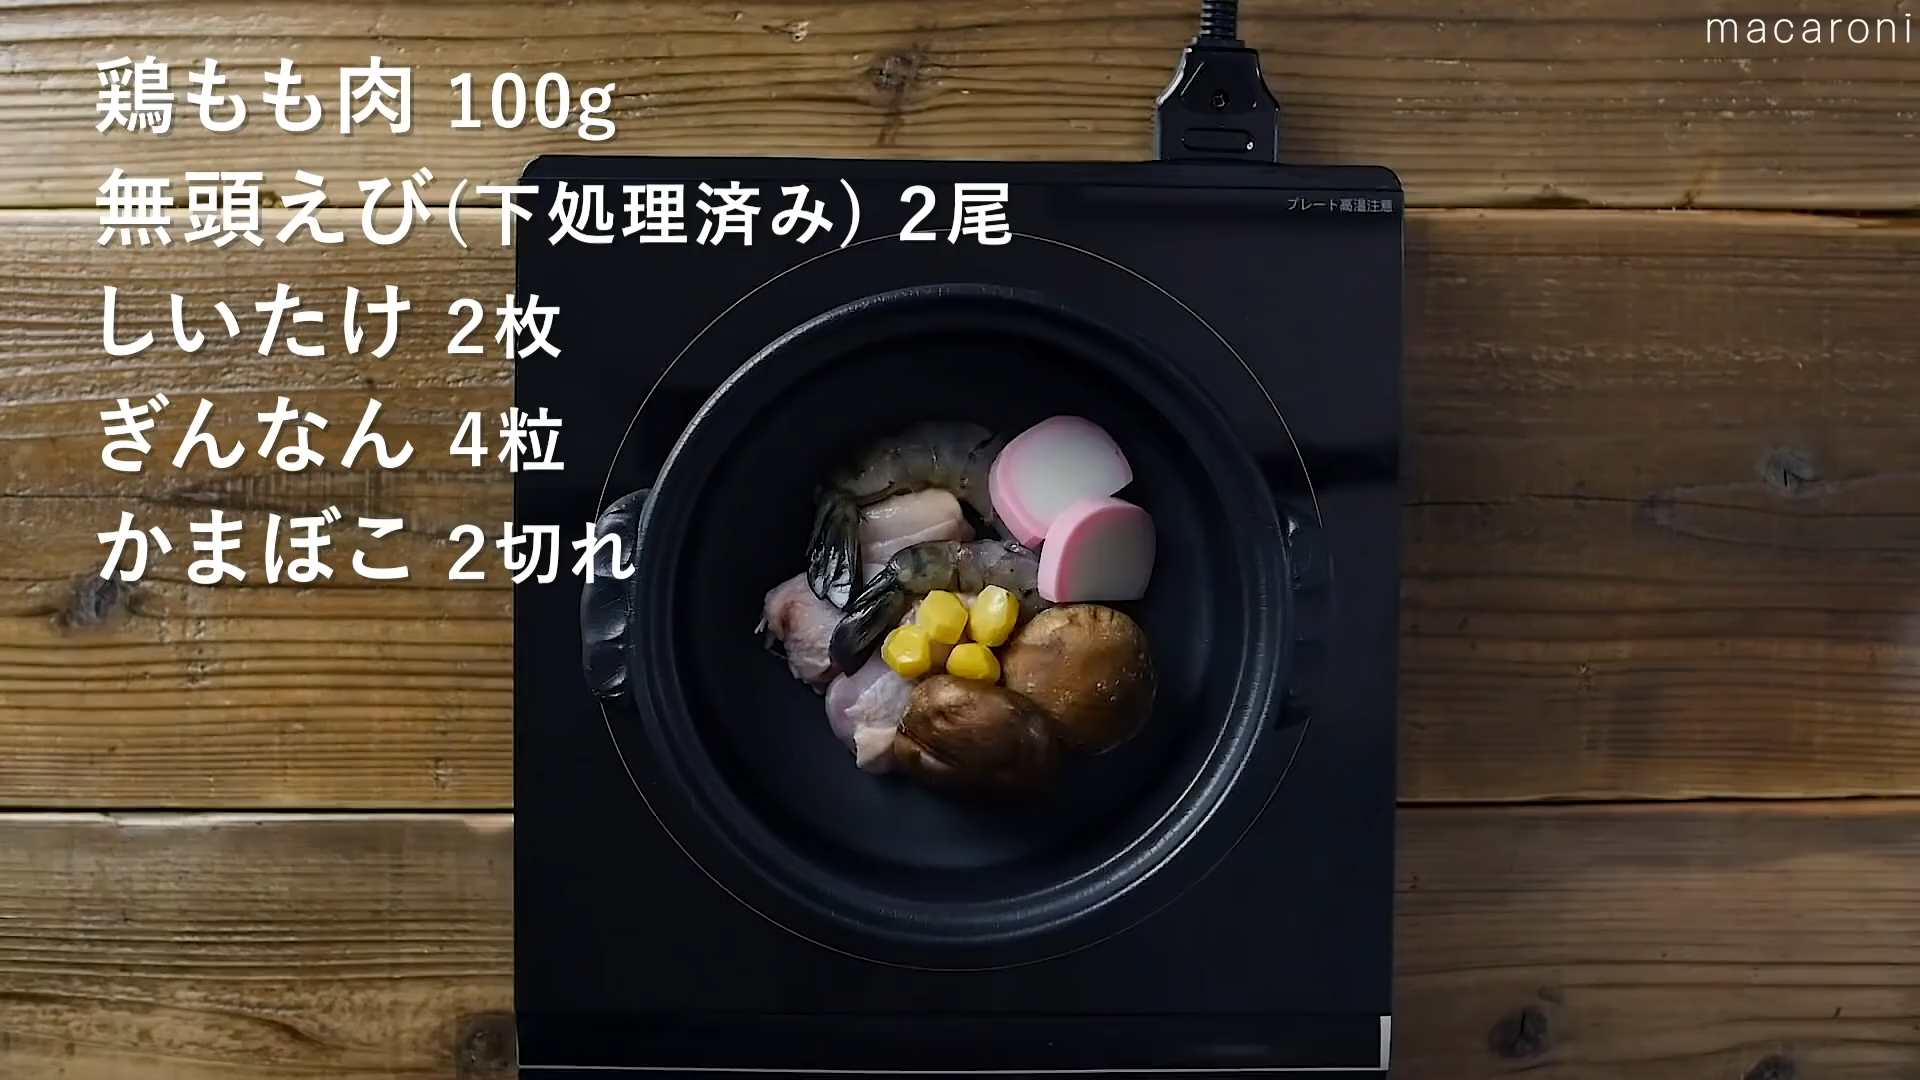 macaroni
鶏もも肉 100g
無頭えび(下処理済み) 2尾
プレート高温注意
しいたけ 2枚
ぎんなん 4粒
かまぼこ 2切れ